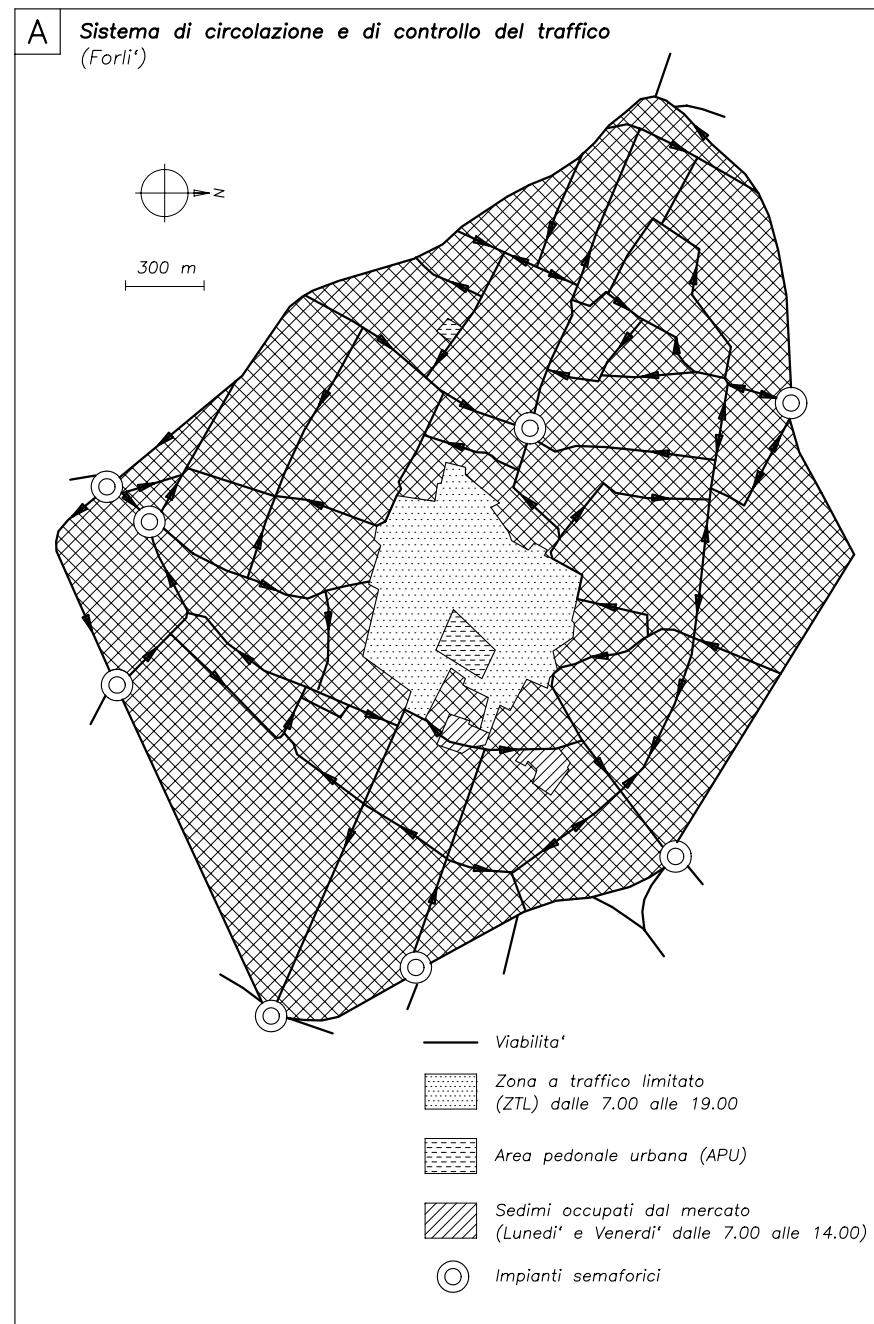 A
Sistema di circolazione e di controllo del traffico
(Forli‘)
N
300 m
Viabilita‘
Zona a traffico limitato
(ZTL) dalle 7.00 alle 19.00
Area pedonale urbana (APU)
Sedimi occupati dal mercato
(Lunedi‘ e Venerdi‘ dalle 7.00 alle 14.00)
Impianti semaforici